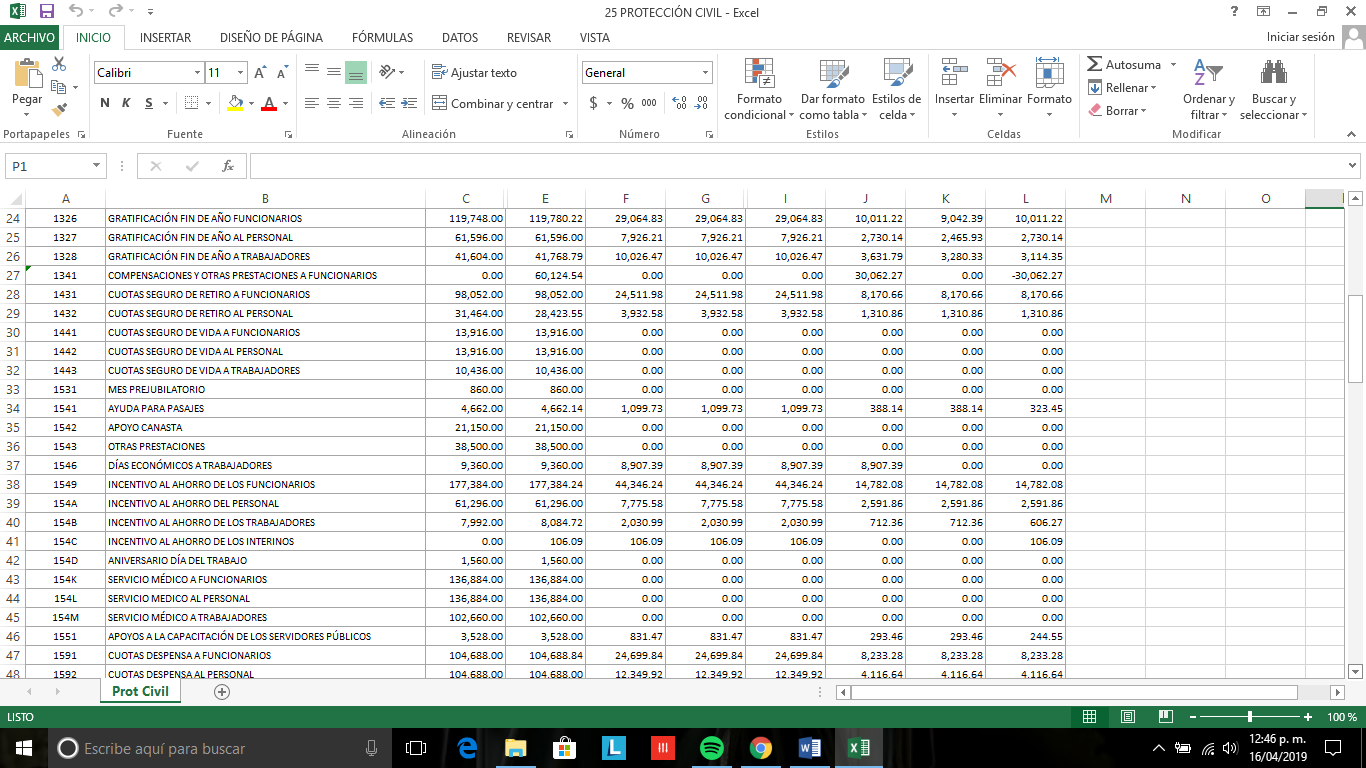 25 PROTECCIÓN CIVIL - Excel
ARCHIVO INICIO INSERTAR DISEÑO DE PÁGINA FÓRMULAS DATOS REVISAR VISTA Iniciar sesión
Calibri 11 Ajustar texto General Autosuma
Pegar N K S Combinar y centrar $ % 000 Formato condicional Dar formato como tabla Estilos de celda Insertar Eliminar Formato Rellenar Borrar Ordenar y filtrar Buscar y seleccionar
Portapapeles Fuente Alineación Número Estilos Celdas Modificar
P1 fx
A B C E F G I J K L M N O
24 1326 GRATIFICACIÓN FIN DE AÑO FUNCIONARIOS 119,748.00 119,780.22 29,064.83 29,064.83 29,064.83 10,011.22 9,042.39 10,011.22
25 1327 GRATIFICACIÓN FIN DE AÑO AL PERSONAL 61,596.00 61,596.00 7,926.21 7,926.21 7,926.21 2,730.14 2,465.93 2,730.14
26 1328 GRATIFICACIÓN FIN DE AÑO A TRABAJADORES 41,604.00 41,768.79 10,026.47 10,026.47 10,026.47 3,631.79 3,280.33 3,114.35
27 1341 COMPENSACIONES Y OTRAS PRESTACIONES A FUNCIONARIOS 0.00 60,124.54 0.00 0.00 0.00 30,062.27 0.00 -30,062.27
28 1431 CUOTAS SEGURO DE RETIRO A FUNCIONARIOS 98,052.00 98,052.00 24,511.98 24,511.98 24,511.98 8,170.66 8,170.66 8,170.66
29 1432 CUOTAS SEGURO DE RETIRO AL PERSONAL 31,464.00 28,423.55 3,932.58 3,932.58 3,932.58 1,310.86 1,310.86 1,310.86
30 1441 CUOTAS SEGURO DE VIDA A FUNCIONARIOS 13,916.00 13,916.00 0.00 0.00 0.00 0.00 0.00 0.00
31 1442 CUOTAS SEGURO DE VIDA AL PERSONAL 13,916.00 13,916.00 0.00 0.00 0.00 0.00 0.00 0.00
32 1443 CUOTAS SEGURO DE VIDA A TRABAJADORES 10,436.00 10,436.00 0.00 0.00 0.00 0.00 0.00 0.00
33 1531 MES PREJUBILATORIO 860.00 860.00 0.00 0.00 0.00 0.00 0.00 0.00
34 1541 AYUDA PARA PASAJES 4,662.00 4,662.14 1,099.73 1,099.73 1,099.73 388.14 388.14 323.45
35 1542 APOYO CANASTA 21,150.00 21,150.00 0.00 0.00 0.00 0.00 0.00 0.00
36 1543 OTRAS PRESTACIONES 38,500.00 38,500.00 0.00 0.00 0.00 0.00 0.00 0.00
37 1546 DÍAS ECONÓMICOS A TRABAJADORES 9,360.00 9,360.00 8,907.39 8,907.39 8,907.39 8,907.39 0.00 0.00
38 1549 INCENTIVO AL AHORRO DE LOS FUNCIONARIOS 177,384.00 177,384.24 44,346.24 44,346.24 44,346.24 14,782.08 14,782.08 14,782.08
39 154A INCENTIVO AL AHORRO DEL PERSONAL 61,296.00 61,296.00 7,775.58 7,775.58 7,775.58 2,591.86 2,591.86 2,591.86
40 154B INCENTIVO AL AHORRO DE LOS TRABAJADORES 7,992.00 8,084.72 2,030.99 2,030.99 2,030.99 712.36 712.36 606.27
41 154C INCENTIVO AL AHORRO DE LOS INTERINOS 0.00 106.09 106.09 106.09 106.09 0.00 0.00 106.09
42 154D ANIVERSARIO DÍA DEL TRABAJO 1,560.00 1,560.00 0.00 0.00 0.00 0.00 0.00 0.00
43 154K SERVICIO MÉDICO A FUNCIONARIOS 136,884.00 136,884.00 0.00 0.00 0.00 0.00 0.00 0.00
44 154L SERVICIO MEDICO AL PERSONAL 136,884.00 136,884.00 0.00 0.00 0.00 0.00 0.00 0.00
45 154M SERVICIO MÉDICO A TRABAJADORES 102,660.00 102,660.00 0.00 0.00 0.00 0.00 0.00 0.00
46 1551 APOYOS A LA CAPACITACIÓN DE LOS SERVIDORES PÚBLICOS 3,528.00 3,528.00 831.47 831.47 831.47 293.46 293.46 244.55
47 1591 CUOTAS DESPENSA A FUNCIONARIOS 104,688.00 104,688.84 24,699.84 24,699.84 24,699.84 8,233.28 8,233.28 8,233.28
48 1592 CUOTAS DESPENSA AL PERSONAL 104,688.00 104,688.00 12,349.92 12,349.92 12,349.92 4,116.64 4,116.64 4,116.64
Prot Civil
LISTO 100 %
Escribe aquí para buscar 12:46 p. m.
16/04/2019